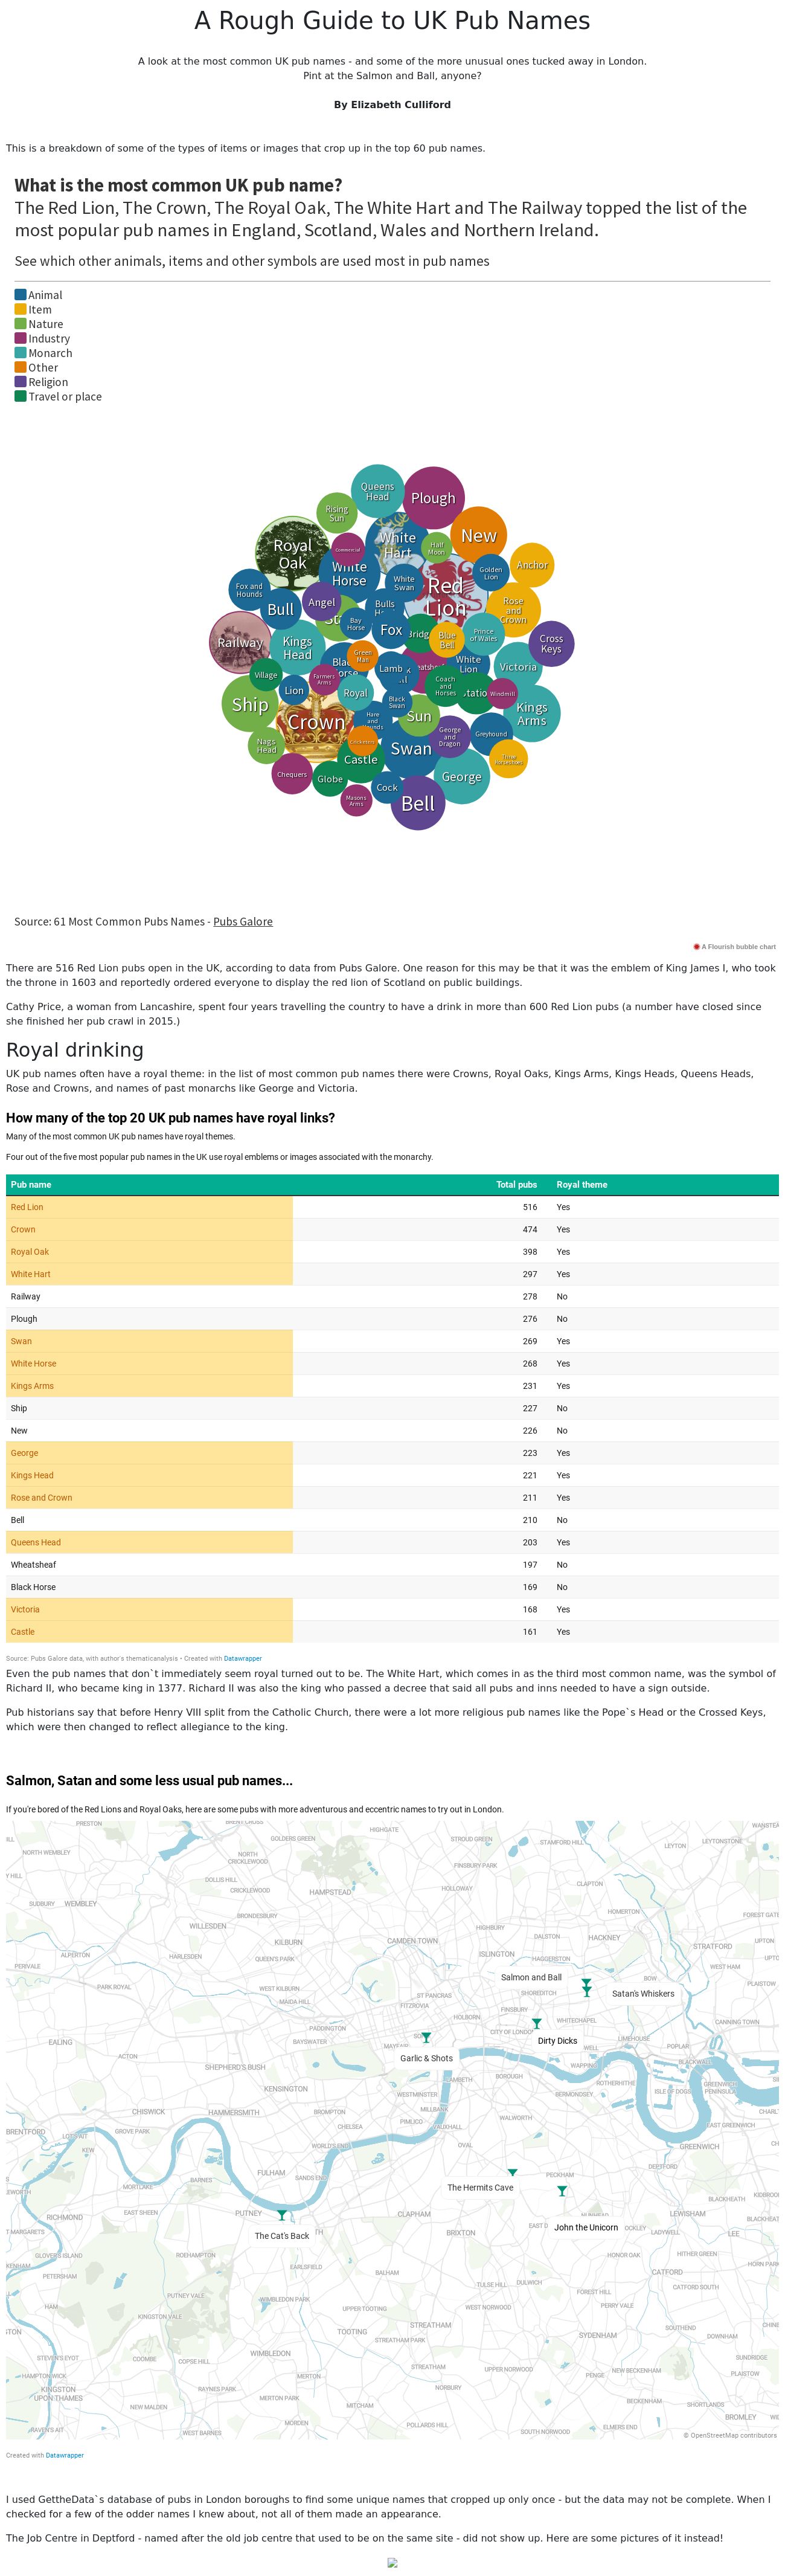 A Rough Guide to UK Pub Names
A look at the most common UK pub names - and some of the more unusual ones tucked away in London.
Pint at the Salmon and Ball, anyone?
By Elizabeth Culliford
This is a breakdown of some of the types of items or images that crop up in the top 60 pub names.
What is the most common UK pub name?
The Red Lion, The Crown, The Royal Oak, The White Hart and The Railway topped the list of the
most popular pub names in England, Scotland, Wales and Northern Ireland.
See which other animals, items and other symbols are used most in pub names
Animal
Item
Nature
Industry
Monarch
Other
Religion
Travel or place
Queens
Head
Plough
Rising
Sun
New
White
Hart
Half
Moon
Royal
Oak
Commercial
White
Horse
White
Swan
Red
Lion
Golden
Lion
Anchor
Fox and
Hounds
Bull
Angel
Bulls
Bay
Horse
Fox
Blue
Bell
Prince
of Wales
Rose
and
Crown
Cross
Keys
Railway
Kings
Head
Green
Man
Lamb
White
Lion
Victoria
Village
Farmers
Arms
Lion
Royal
Coach
and
Horses
Windmill
Ship
Crown
Black
Swan
Sun
Kings
Arms
Hare
and
George
and
Dragon
Greyhound
Nags
Head
Castle
Swan
Three
Horseshoes
Chequers
Globe
Cock
George
Masons
Arms
Bell
Source: 61 Most Common Pubs Names - Pubs Galore
A Flourish bubble chart
There are 516 Red Lion pubs open in the UK, according to data from Pubs Galore. One reason for this may be that it was the emblem of King James I, who took
the throne in 1603 and reportedly ordered everyone to display the red lion of Scotland on public buildings.
Cathy Price, a woman from Lancashire, spent four years travelling the country to have a drink in more than 600 Red Lion pubs (a number have closed since
she finished her pub crawl in 2015.)
Royal drinking
UK pub names often have a royal theme: in the list of most common pub names there were Crowns, Royal Oaks, Kings Arms, Kings Heads, Queens Heads,
Rose and Crowns, and names of past monarchs like George and Victoria.
How many of the top 20 UK pub names have royal links?
Many of the most common UK pub names have royal themes.
Four out of the five most popular pub names in the UK use royal emblems or images associated with the monarchy.
Pub name Total pubs Royal theme
Red Lion 516 Yes
Crown 474 Yes
Royal Oak 398 Yes
White Hart 297 Yes
Railway 278 No
Plough 276 No
Swan 269 Yes
White Horse 268 Yes
Kings Arms 231 Yes
Ship 227 No
New 226 No
George 223 Yes
Kings Head 221 Yes
Rose and Crown 211 Yes
Bell 210 No
Queens Head 203 Yes
Wheatsheaf 197 No
Black Horse 169 No
Victoria 168 Yes
Castle 161 Yes
Source: Pubs Galore data, with author's thematicanalysis • Created with Datawrapper
Even the pub names that don`t immediately seem royal turned out to be. The White Hart, which comes in as the third most common name, was the symbol of
Richard II, who became king in 1377. Richard II was also the king who passed a decree that said all pubs and inns needed to have a sign outside.
Pub historians say that before Henry VIII split from the Catholic Church, there were a lot more religious pub names like the Pope`s Head or the Crossed Keys,
which were then changed to reflect allegiance to the king.
Salmon, Satan and some less usual pub names...
If you're bored of the Red Lions and Royal Oaks, here are some pubs with more adventurous and eccentric names to try out in London.
PRESTON
HIGHGATE
GOLDERS GREEN
STROUD GREEN
STAMFORD HILL
LEYTON
LEYTONSTONE
NORTH WEMBLEY
NORTH
CRICKLEWOOD
FINSBURY PARK
DOLLIS HILL
CRICKLEWOOD
HAMPSTEAD
HOLLOWAY
CLAPTON
SUDBURY
WEMBLEY
BRONDESBURY
HOMERTON
WILLESDEN
HIGHBURY
FOREST GATE
KILBURN
CAMDEN TOWN
DALSTON
HACKNEY
STRATFORD
UPTON
ALPERTON
HARLESDEN
QUEEN'S PARK
ISLINGTON
HAGGERSTON
WEST HAM
PERIVALE
PARK ROYAL
WEST KILBURN
MAIDA HILL
Salmon and Ball
BOW
PLAISTOW
ST PANCRAS
SHOREDITCH
Satan's Whiskers
FITZROVIA
FINSBURY
HOLBORN
WHITECHAPEL
CANNING TOWN
PADDINGTON
CITY OF LONDON
BAYSWATER
Dirty Dicks
LIMEHOUSE
POPLAR
EALING
ACTON
Garlic & Shots
SHEPHERD'S BUSH
BOROUGH
WAPPING
BLACKWALL
ROTHERHITHE
KENSINGTON
WESTMINSTER
BERMONDSEY
ISLE OF DOGS
GREENWICH
PENINSULA
CHISWICK
HAMMERSMITH
BROMPTON
MILLBANK
PIMLICO
VAUXHALL
WALWORTH
BRENTFORD
GROVE PARK
CHELSEA
EAST GREENWICH
KEW
WORLD'S END
OVAL
GREENWICH
DEPTFORD
FULHAM
SANDS END
The Hermits Cave
PECKHAM
BARNES
MORTLAKE
BLACKHEATH
RICHMOND
EAST SHEEN
PUTNEY
CLAPHAM
LEWISHAM
The Cat's Back
BRIXTON
John the Unicorn
LADYWELL
LEE
ROEHAMPTON
EARLSFIELD
BALHAM
HONOR OAK
HITHER GREEN
CATFORD
PETERSHAM
TULSE HILL
DULWICH
FOREST HILL
CATFORD SOUTH
PUTNEY VALE
WIMBLEDON PARK
UPPER TOOTING
WEST NORWOOD
PERRY VALE
HAM
KINGSTON VALE
TOOTING
STREATHAM
STREATHAM PARK
SYDENHAM
SOUTHEND
DOWNHAM
COOMBE
COPSE HILL
WIMBLEDON
STREATHAM
UPPER NORWOOD
PENGE
NEW BECKENHAM
PLAISTOW
HAMPTON WICK
KINGSTON
UPON THAMES
RAYNES PARK
MERTON
NORBURY
BECKENHAM
SHORTLANDS
NEW MALDEN
MERTON PARK
MITCHAM
BROMLEY
WEST BARNES
MORDEN
POLLARDS HILL
SOUTH NORWOOD
ELMERS END
© OpenStreetMap contributors
Created with Datawrapper
I used GettheData`s database of pubs in London boroughs to find some unique names that cropped up only once - but the data may not be complete. When I
checked for a few of the odder names I knew about, not all of them made an appearance.
The Job Centre in Deptford - named after the old job centre that used to be on the same site - did not show up. Here are some pictures of it instead!